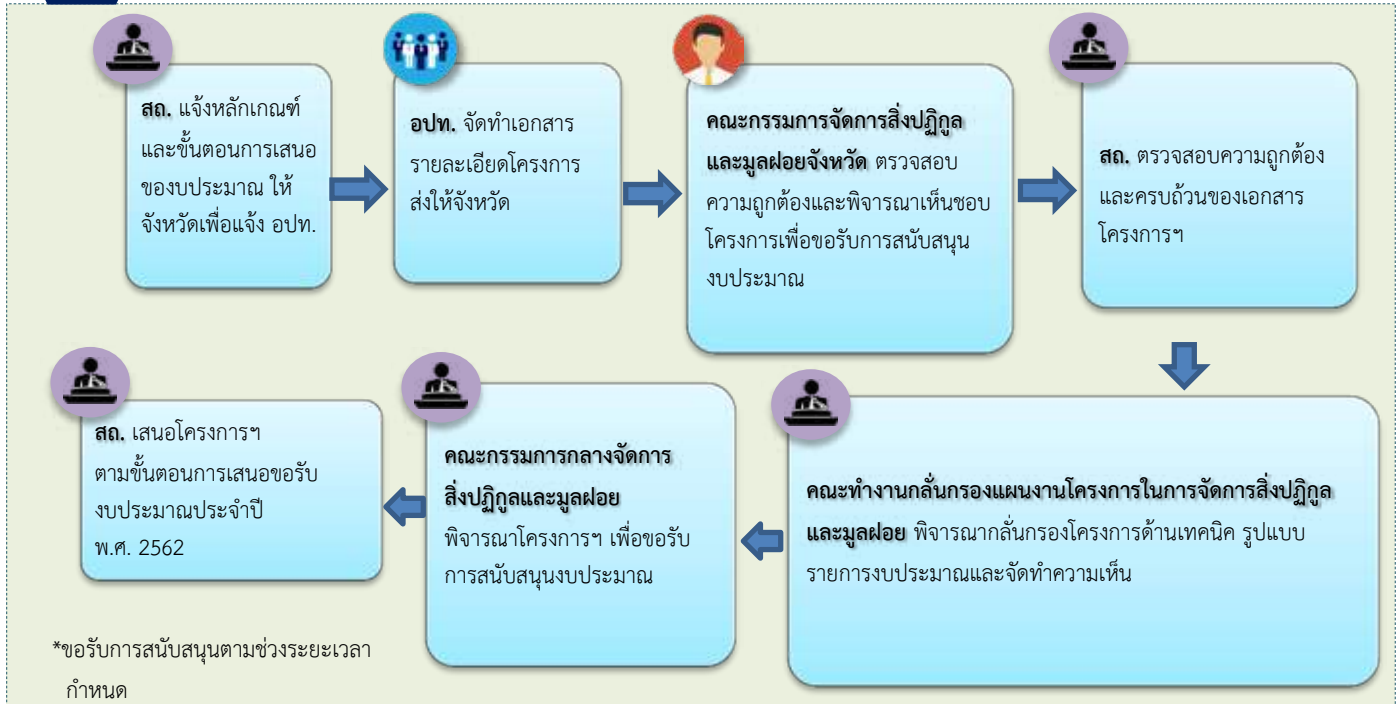 สถ. แจ้งหลักเกณฑ์
และขั้นตอนการเสนอ
ของบประมาณ ให้
จังหวัดเพื่อแจ้ง อปท.
อปท. จัดทำเอกสาร
รายละเอียดโครงการ
ส่งให้จังหวัด
คณะกรรมการจัดการสิ่งปฏิกูล
และมูลฝอยจังหวัด ตรวจสอบ
ความถูกต้องและพิจารณาเห็นชอบ
โครงการเพื่อขอรับการสนับสนุน
งบประมาณ
สถ. ตรวจสอบความถูกต้อง
และครบถ้วนของเอกสาร
โครงการฯ
คณะทำงานกลั่นกรองแผนงานโครงการในการจัดการสิ่งปฏิกูล
และมูลฝอย พิจารณากลั่นกรองโครงการด้านเทคนิค รูปแบบ
รายการงบประมาณและจัดทำความเห็น
คณะกรรมการกลางจัดการ
สิ่งปฏิกูลและมูลฝอย
พิจารณาโครงการฯ เพื่อขอรับ
การสนับสนุนงบประมาณ
สถ. เสนอโครงการฯ
ตามขั้นตอนการเสนอขอรับ
งบประมาณประจำปี
พ.ศ. 2562
*ขอรับการสนับสนุนตามช่วงระยะเวลา
กำหนด